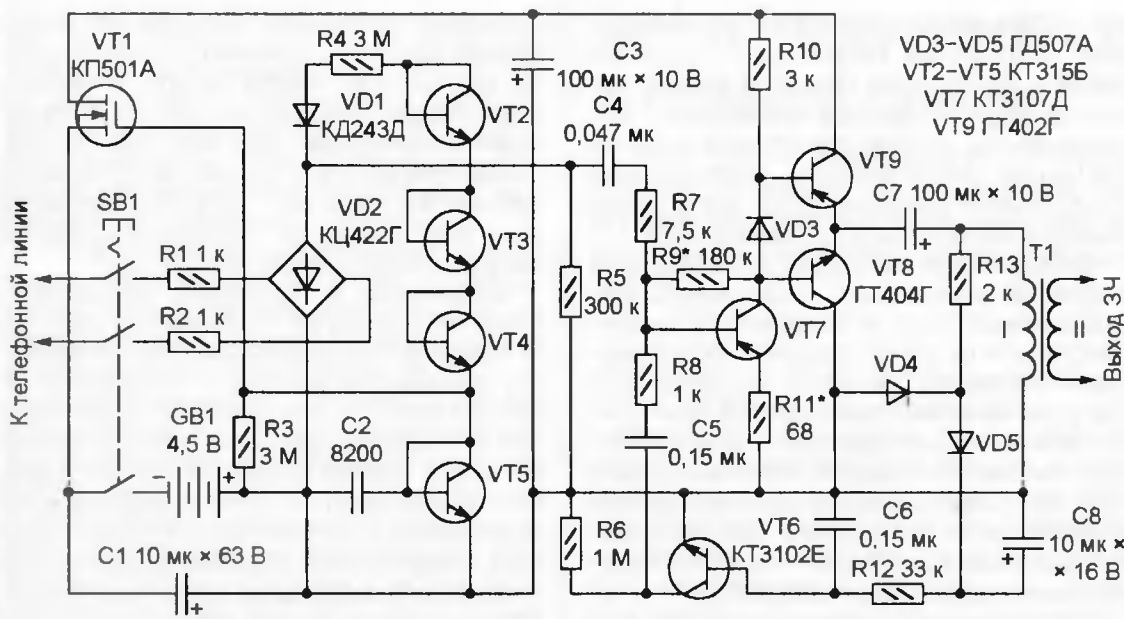 VT1
КП501А
R4 3 М
VD1
КД243Д
VT2
C3
100 мк × 10 В
C4
0,047 мк
R10
3 к
VD3–VD5 ГД507А
VT2–VT5 КТ315Б
VT7 КТ3107Д
VT9 ГТ402Г
VT9
C7 100 мк × 10 В
К телефонной линии
SB1
VD2
КЦ422Г
VT3
R1 1 к
R2 1 к
VT4
R5
300 к
R7
7,5 к
R9* 180 к
VD3
VT8
ГТ404Г
R13
2 к
T1
I
II
Выход ЗЧ
VT7
R8
1 к
R11*
68
VD4
VD5
GB1
4,5 В
R3
3 М
C2
8200
VT5
C5
0,15 мк
C1 10 мк × 63 В
R6
1 М
VT6
КТ3102Е
C6
0,15 мк
R12 33 к
C8
10 мк ×
× 16 В